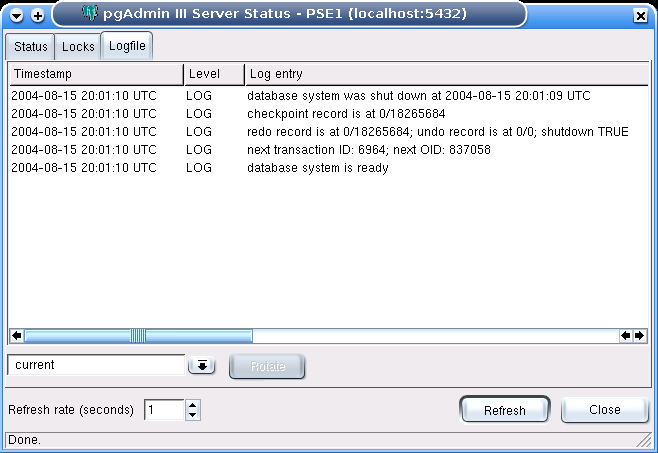 pgAdmin III Server Status - PSE1 (localhost:5432)
Status Locks Logfile
Timestamp Level Log entry
2004-08-15 20:01:10 UTC LOG database system was shut down at 2004-08-15 20:01:09 UTC
2004-08-15 20:01:10 UTC LOG checkpoint record is at 0/18265684
2004-08-15 20:01:10 UTC LOG redo record is at 0/18265684; undo record is at 0/0; shutdown TRUE
2004-08-15 20:01:10 UTC LOG next transaction ID: 6964; next OID: 837058
2004-08-15 20:01:10 UTC LOG database system is ready
current Rotate
Refresh rate (seconds) 1 Refresh Close
Done.